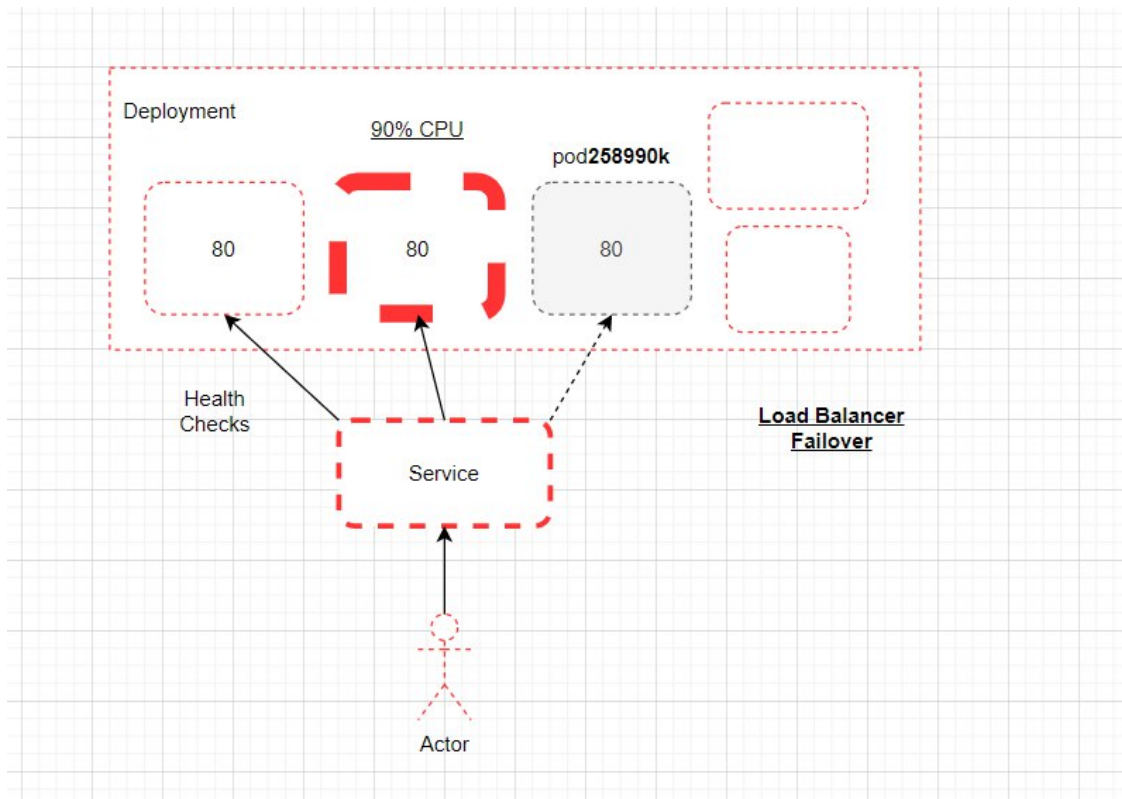 Deployment
90% CPU
pod258990k
80
80
80
Health
Checks
Load Balancer
Failover
Service
Actor